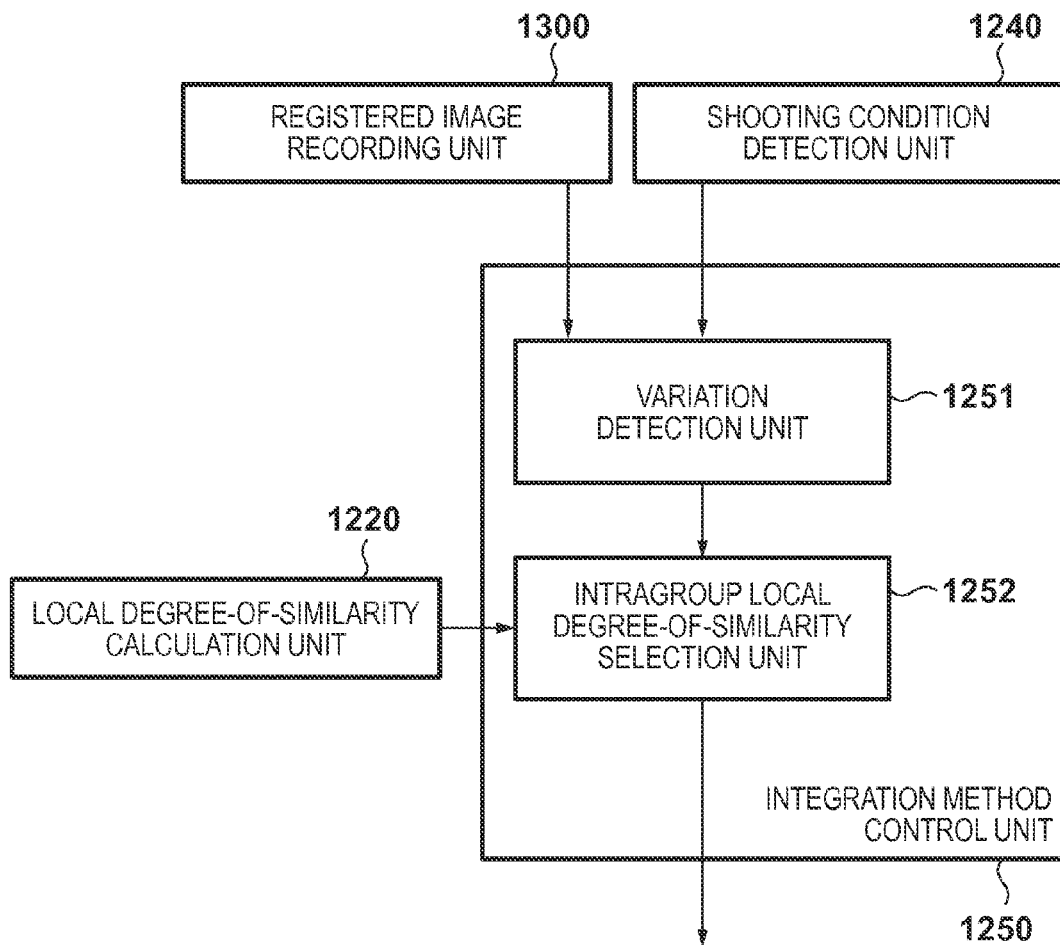 1300
1240
REGISTERED IMAGE
RECORDING UNIT
SHOOTING CONDITION
DETECTION UNIT
VARIATION
DETECTION UNIT
1251
1220
LOCAL DEGREE-OF-SIMILARITY
CALCULATION UNIT
INTRAGROUP LOCAL
DEGREE-OF-SIMILARITY
SELECTION UNIT
1252
INTEGRATION METHOD
CONTROL UNIT
1250